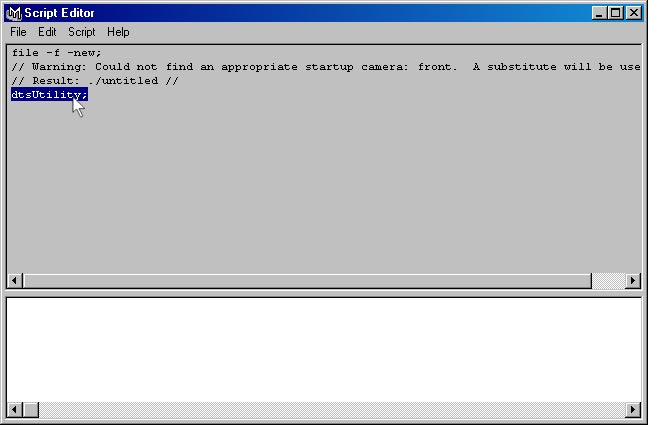 Script Editor
File Edit Script Help
file -f -new;
// Warning: Could not find an appropriate startup camera: front.  A substitute will be use
// Result: ./untitled //
dtsUtility;